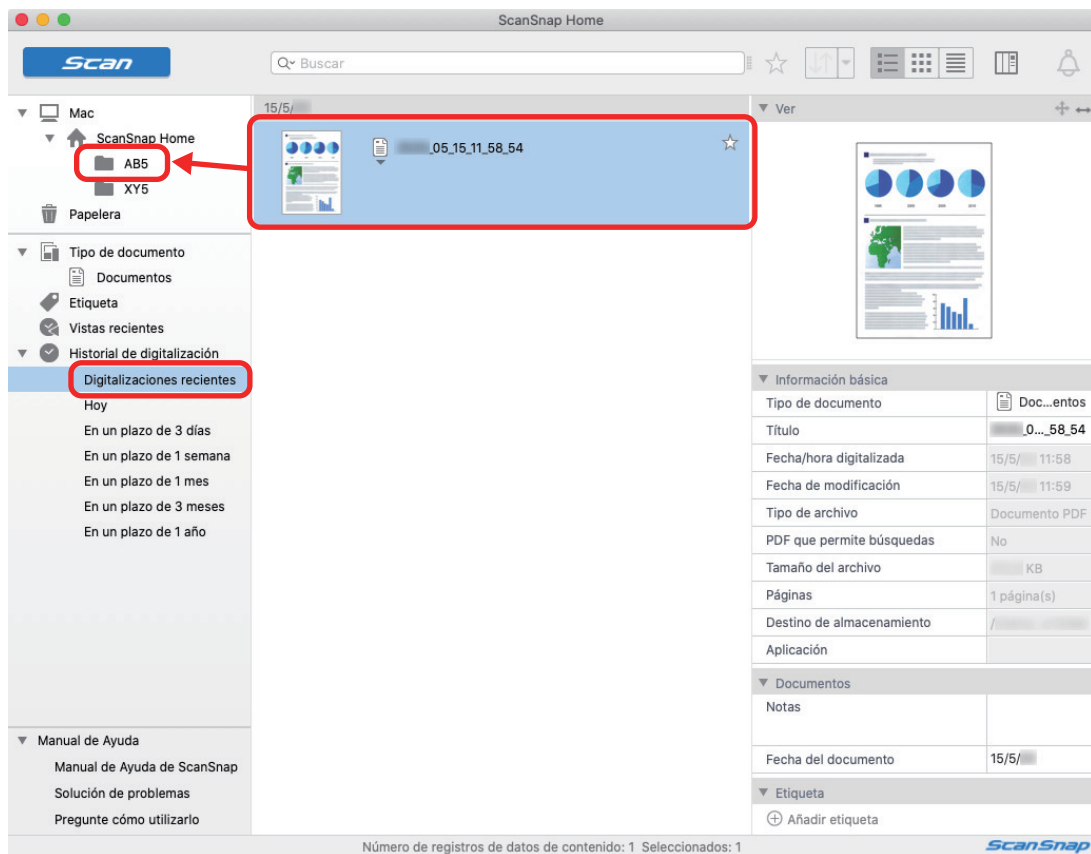 ScanSnap Home
Scan
Buscar
Mac
ScanSnap Home
AB5
XY5
Papelera
Tipo de documento
Documentos
Etiqueta
Vistas recientes
Historial de digitalización
Digitalizaciones recientes
Hoy
En un plazo de 3 días
En un plazo de 1 semana
En un plazo de 1 mes
En un plazo de 3 meses
En un plazo de 1 año
Manual de Ayuda
Manual de Ayuda de ScanSnap
Solución de problemas
Pregunte cómo utilizarlo
15/5/
_05_15_11_58_54
Ver
Información básica
Tipo de documento Doc...entos
Título _0..._58_54
Fecha/hora digitalizada 15/5/ 11:58
Fecha de modificación 15/5/ 11:59
Tipo de archivo Documento PDF
PDF que permite búsquedas No
Tamaño del archivo KB
Páginas 1 página(s)
Destino de almacenamiento /
Aplicación
Documentos
Notas
Fecha del documento 15/5/
Etiqueta
Añadir etiqueta
Número de registros de datos de contenido: 1 Seleccionados: 1
ScanSnap